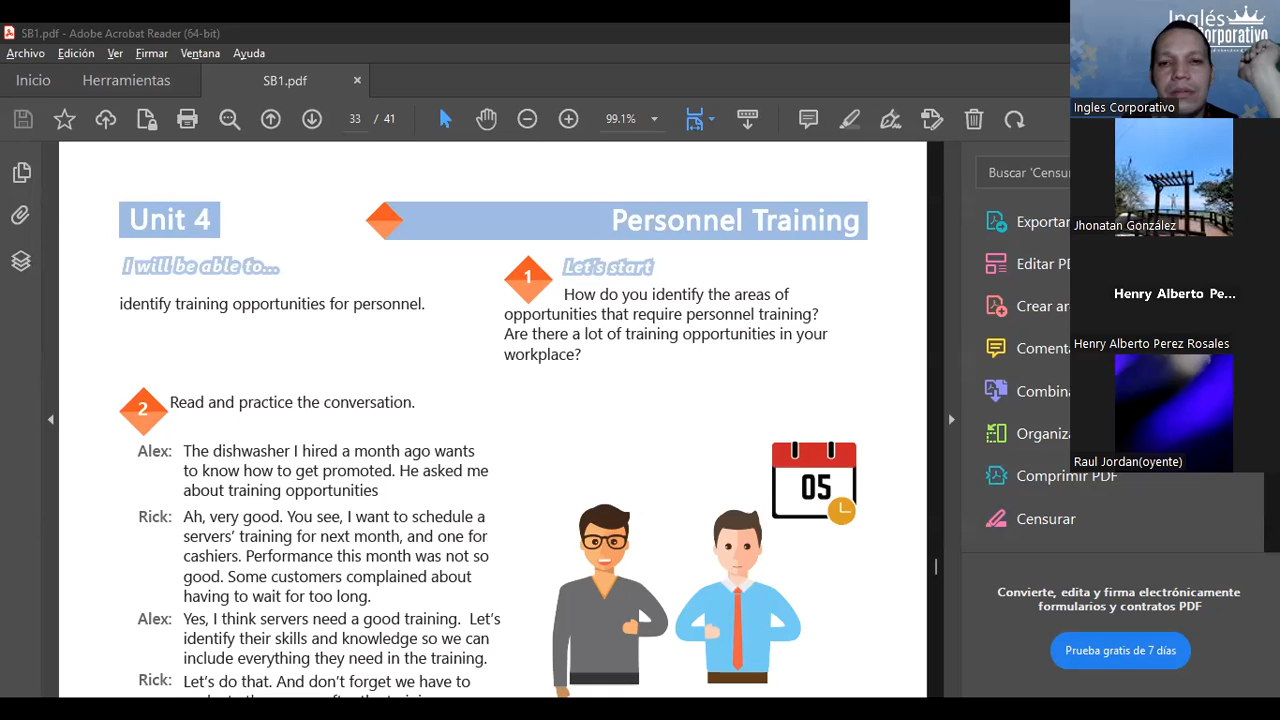 SB1.pdf - Adobe Acrobat Reader (64-bit)
Archivo Edición Ver Firmar Ventana Ayuda
Inicio Herramientas SB1.pdf ×
33 / 41 99.1%
Unit 4
Personnel Training
I will be able to...
identify training opportunities for personnel.
1 Let's start
How do you identify the areas of
opportunities that require personnel training?
Are there a lot of training opportunities in your
workplace?
2 Read and practice the conversation.
Alex: The dishwasher I hired a month ago wants
to know how to get promoted. He asked me
about training opportunities
Rick: Ah, very good. You see, I want to schedule a
servers' training for next month, and one for
cashiers. Performance this month was not so
good. Some customers complained about
having to wait for too long.
Alex: Yes, I think servers need a good training. Let's
identify their skills and knowledge so we can
include everything they need in the training.
Rick: Let's do that. And don't forget we have to
05
Buscar 'Censu
Exportar
Editar PD
Crear ar
Comenta
Combina
Organiza
Comprimir PDF
Censurar
Convierte, edita y firma electrónicamente
formularios y contratos PDF
Prueba gratis de 7 días
Inglés
Corporativo
Ingles Corporativo
Jhonatan González
Henry Alberto Pe...
Henry Alberto Perez Rosales
Raul Jordan(oyente)